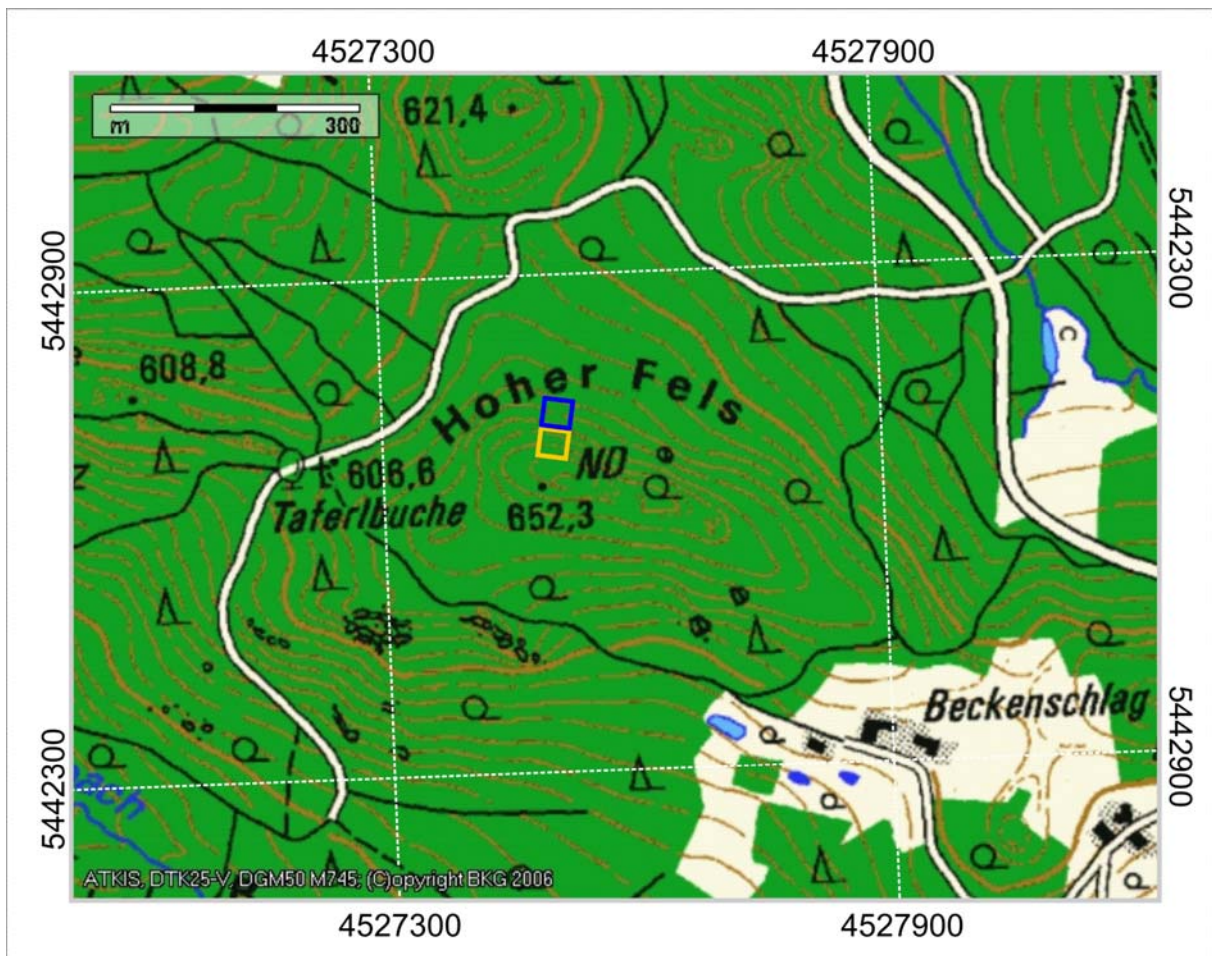 4527300 4527900
m 300
621,4
5442900
5442300
608,8
Hoher Fels
ND
606,6
Taferlbuche
652,3
Beckenschlag
5442300
5442900
bach
ATKIS, DTK25-V, DGM50 M745; (C)opyright BKG 2006
4527300 4527900